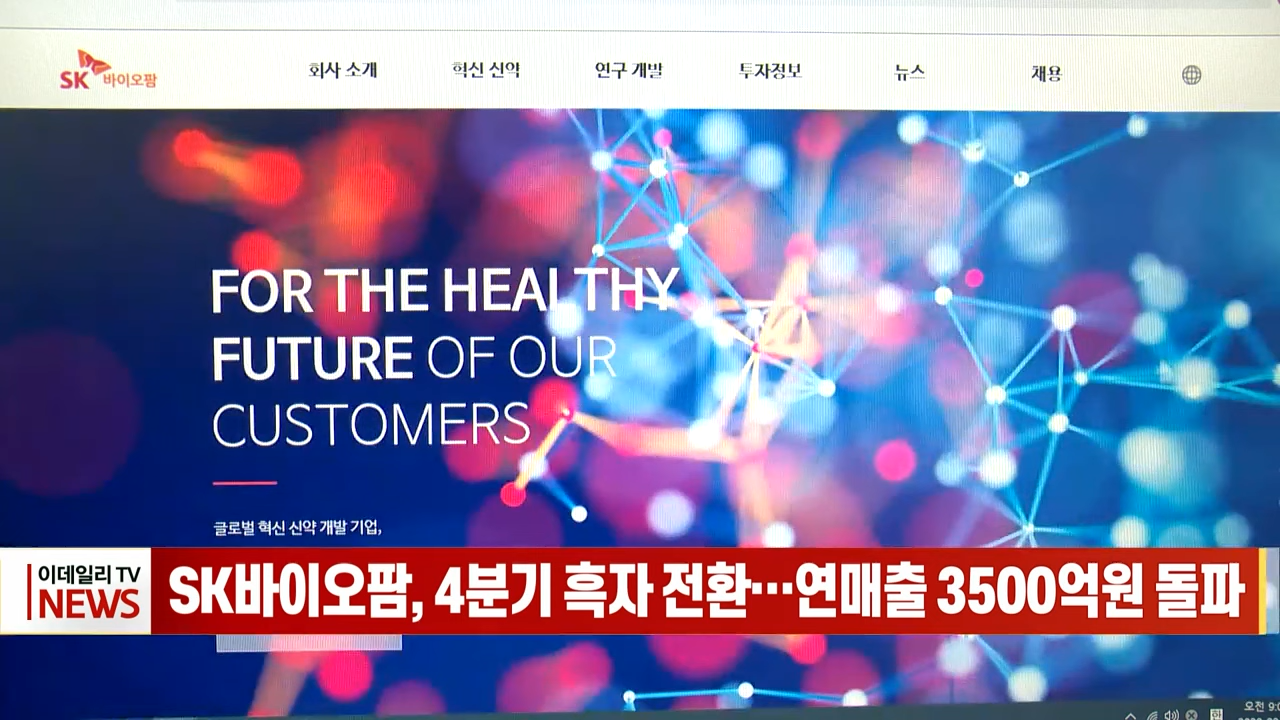 SK 바이오팜
회사 소개 혁신 신약 연구 개발 투자정보 뉴스 채용
FOR THE HEALTHY
FUTURE OF OUR
CUSTOMERS
글로벌 혁신 신약 개발 기업,
이데일리 TV
NEWS
SK바이오팜, 4분기 흑자 전환…연매출 3500억원 돌파
오전